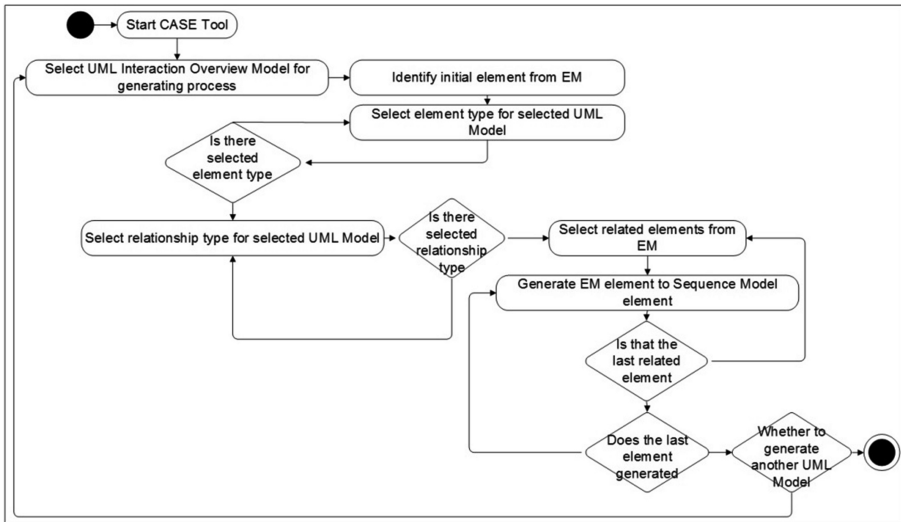 Start CASE Tool
Select UML Interaction Overview Model for
generating process
Identify initial element from EM
Select element type for selected UML
Model
Is there
selected
element type
Select relationship type for selected UML Model
Is there
selected
relationship
type
Select related elements from
EM
Generate EM element to Sequence Model
element
Is that the
last related
element
Does the last
element
generated
Whether to
generate
another UML
Model